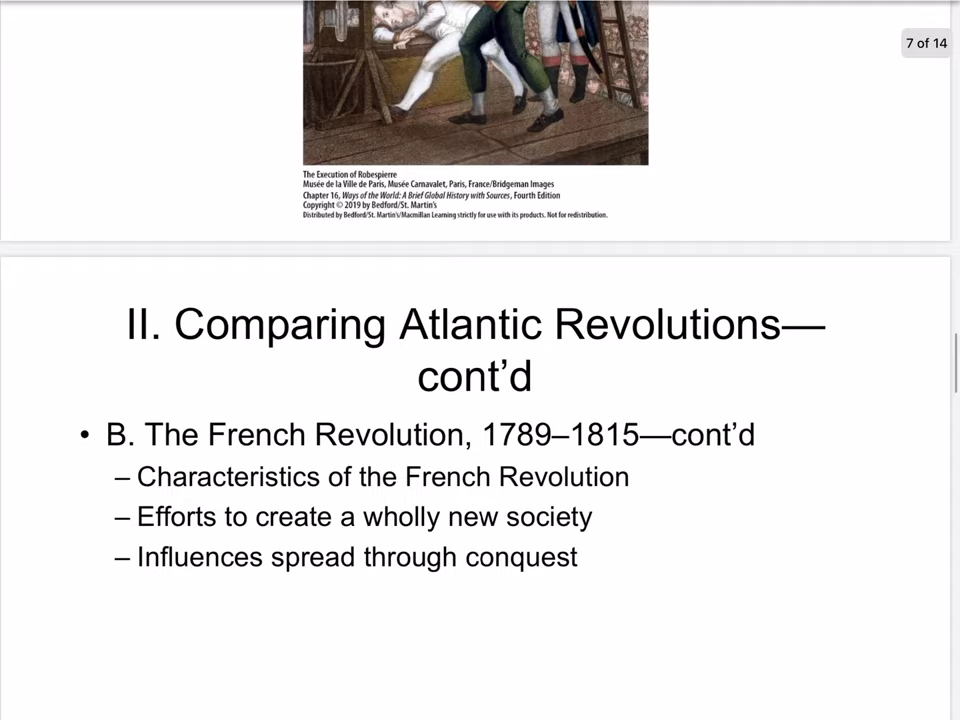 7 of 14
The Execution of Robespierre
Musée de la Ville de Paris, Musée Carnavalet, Paris, France/Bridgeman Images
Chapter 16, Ways of the World: A Brief Global History with Sources, Fourth Edition
Copyright © 2019 by Bedford/St. Martin's
Distributed by Bedford/St. Martin's/Macmillan Learning strictly for use with its products. Not for redistribution.
II. Comparing Atlantic Revolutions—
cont’d
• B. The French Revolution, 1789–1815—cont’d
– Characteristics of the French Revolution
– Efforts to create a wholly new society
– Influences spread through conquest